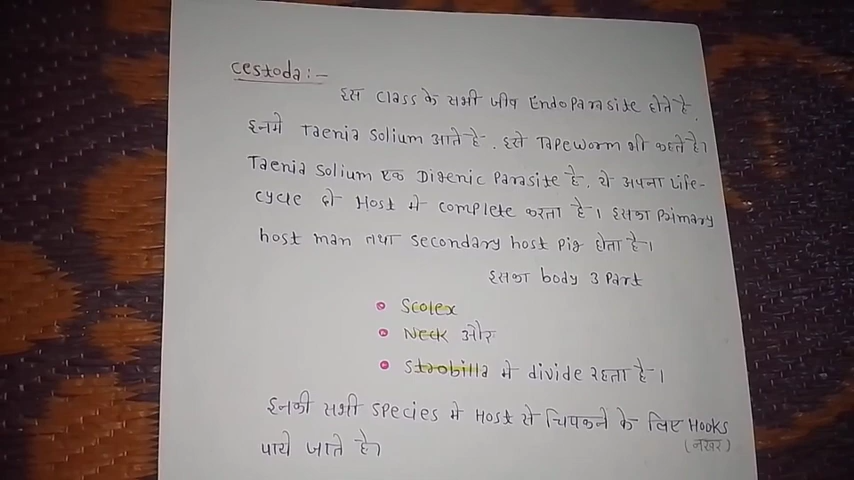 Cestoda:-
इस class के सभी जीव Endoparasite होते है,
इनमे Taenia Solium आते है. इसे Tapeworm भी कहते है।
Taenia Solium एक Digenic Parasite है, ये अपना Life-
cycle दो Host मे complete करता है। इसका Primary
host man तथा secondary host pig होता है।
इसका body 3 Part
• Scolex
• Neck और
• Strobilla मे divide रहता है।
इनकी सभी species मे Host से चिपकने के लिए HOOKS
(नखर)
पाये जाते है।